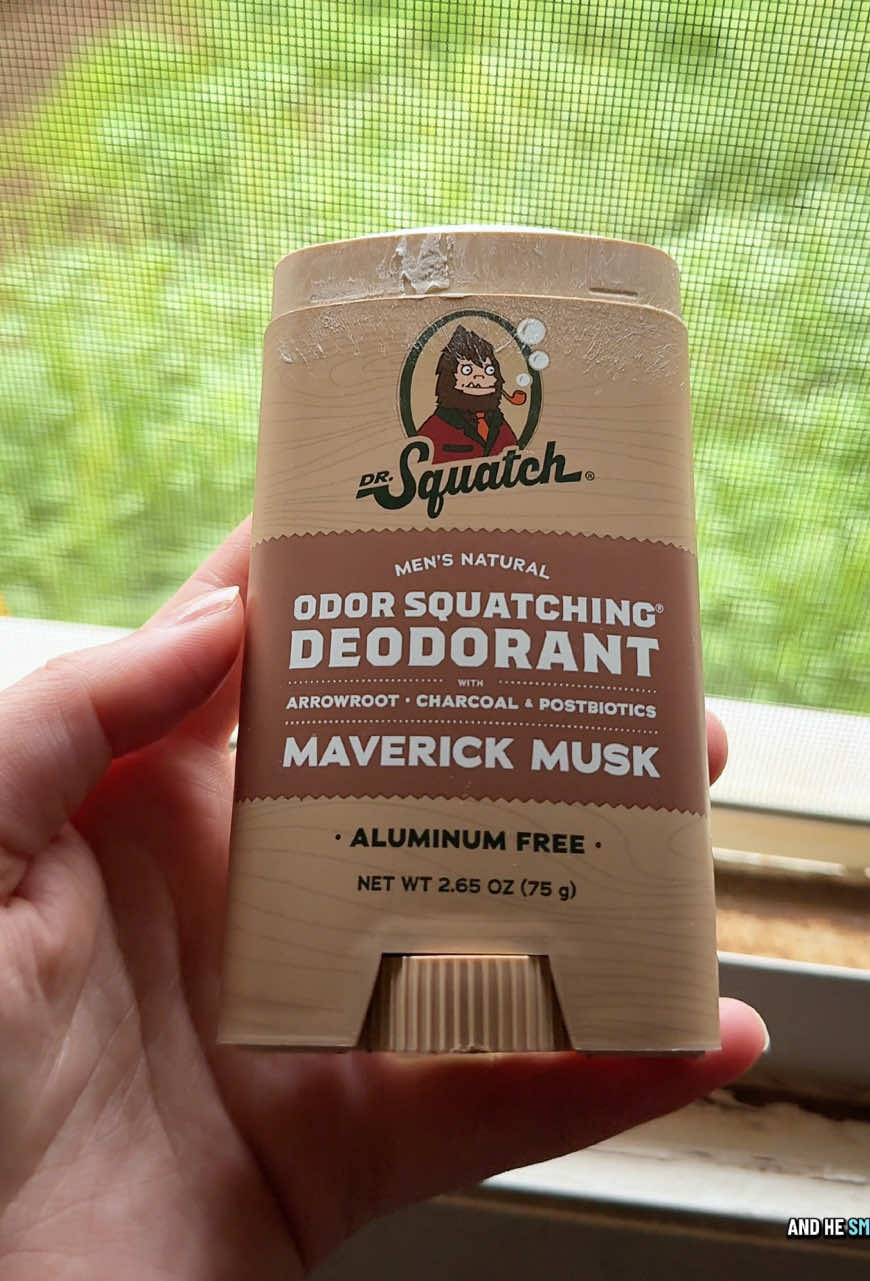 DR. Squatch®
MEN'S NATURAL
ODOR SQUATCHING®
DEODORANT
WITH
ARROWROOT • CHARCOAL & POSTBIOTICS
MAVERICK MUSK
• ALUMINUM FREE •
NET WT 2.65 OZ (75 g)
AND HE SM